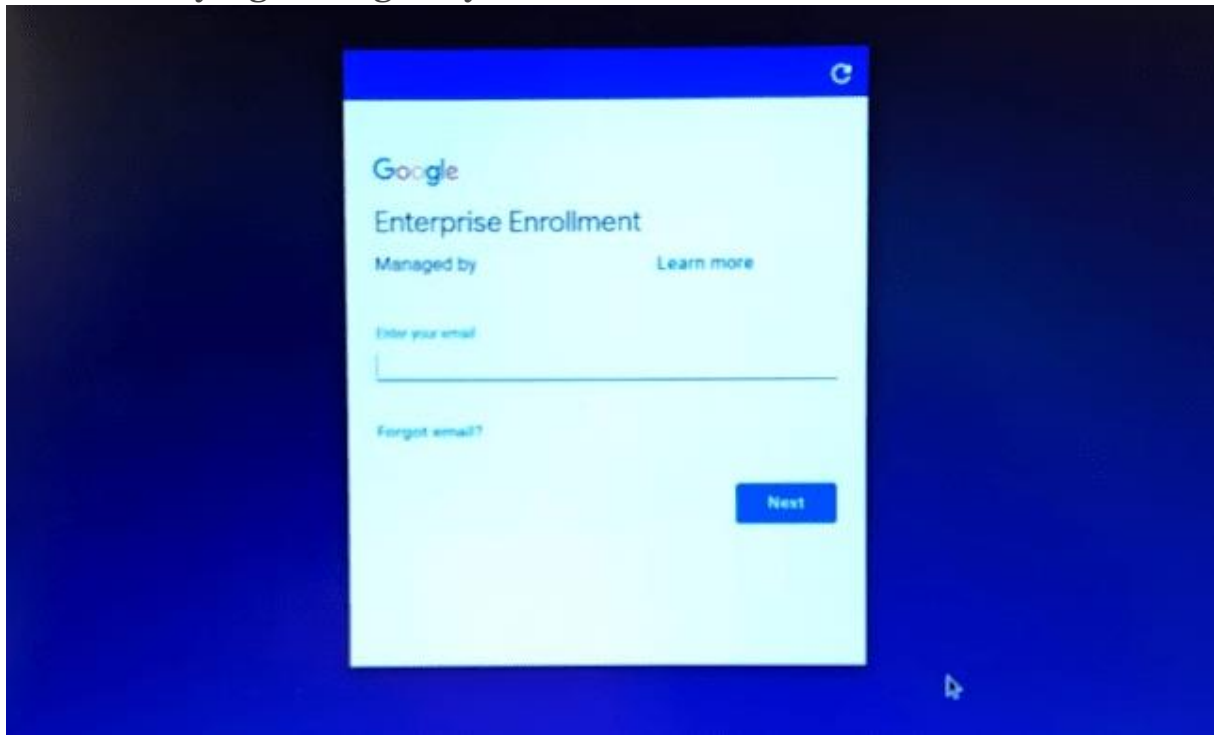 Google
Enterprise Enrollment
Managed by Learn more
Enter your email
Forgot email?
Next